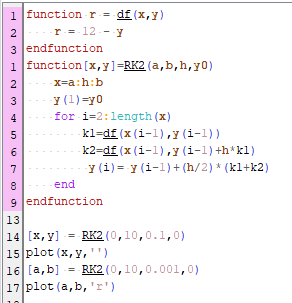 1 function r = df(x,y)
2 r = 12 - y
3 endfunction
1 function[x,y]=RK2(a,b,h,y0)
2 x=a:h:b
3 y(1)=y0
4 for i=2:length(x)
5 k1=df(x(i-1),y(i-1))
6 k2=df(x(i-1),y(i-1)+h*k1)
7 y(i)= y(i-1)+(h/2)*(k1+k2)
8 end
9 endfunction
13
14 [x,y] = RK2(0,10,0.1,0)
15 plot(x,y,'')
16 [a,b] = RK2(0,10,0.001,0)
17 plot(a,b,'r')